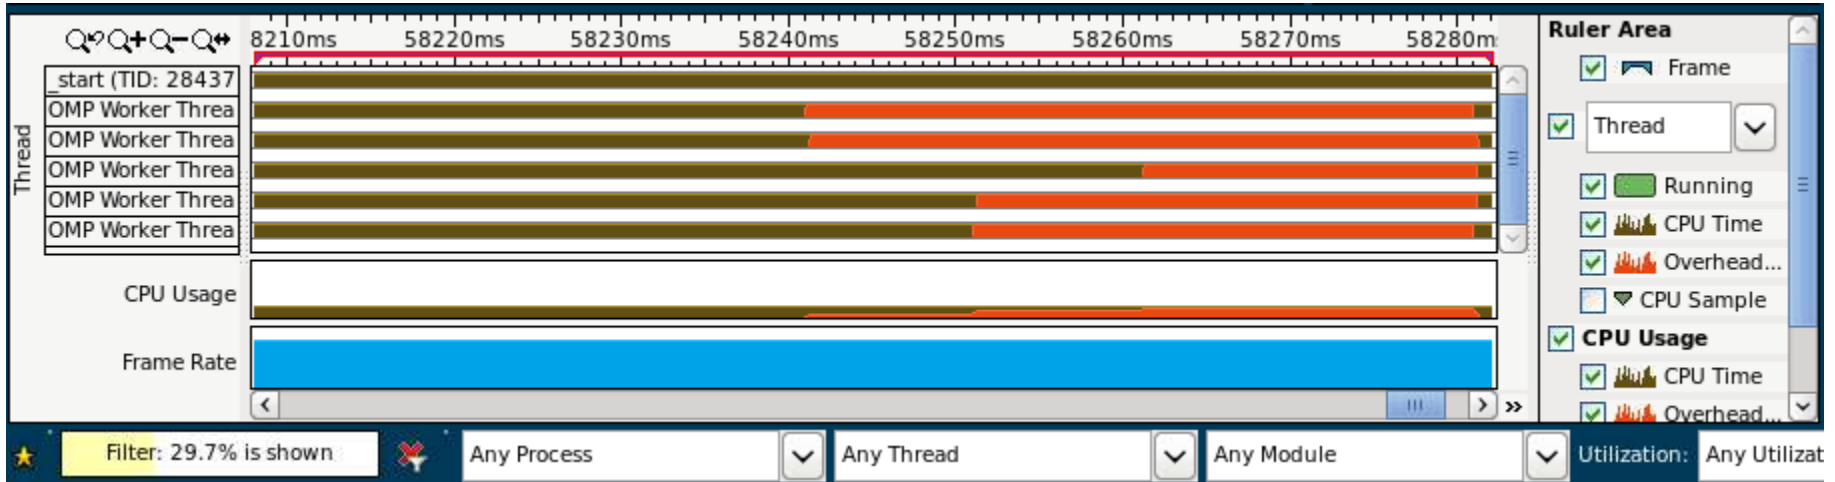 8210ms 58220ms 58230ms 58240ms 58250ms 58260ms 58270ms 58280m
Thread
_start (TID: 28437
OMP Worker Threa
OMP Worker Threa
OMP Worker Threa
OMP Worker Threa
OMP Worker Threa
CPU Usage
Frame Rate
»
Ruler Area
Frame
Thread
Running
CPU Time
Overhead...
CPU Sample
CPU Usage
CPU Time
Overhead...
Filter: 29.7% is shown Any Process Any Thread Any Module Utilization: Any Utilizat